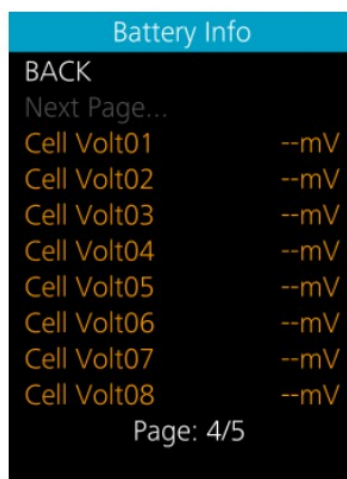 Battery Info
BACK
Next Page...
Cell Volt01 --mV
Cell Volt02 --mV
Cell Volt03 --mV
Cell Volt04 --mV
Cell Volt05 --mV
Cell Volt06 --mV
Cell Volt07 --mV
Cell Volt08 --mV
Page: 4/5